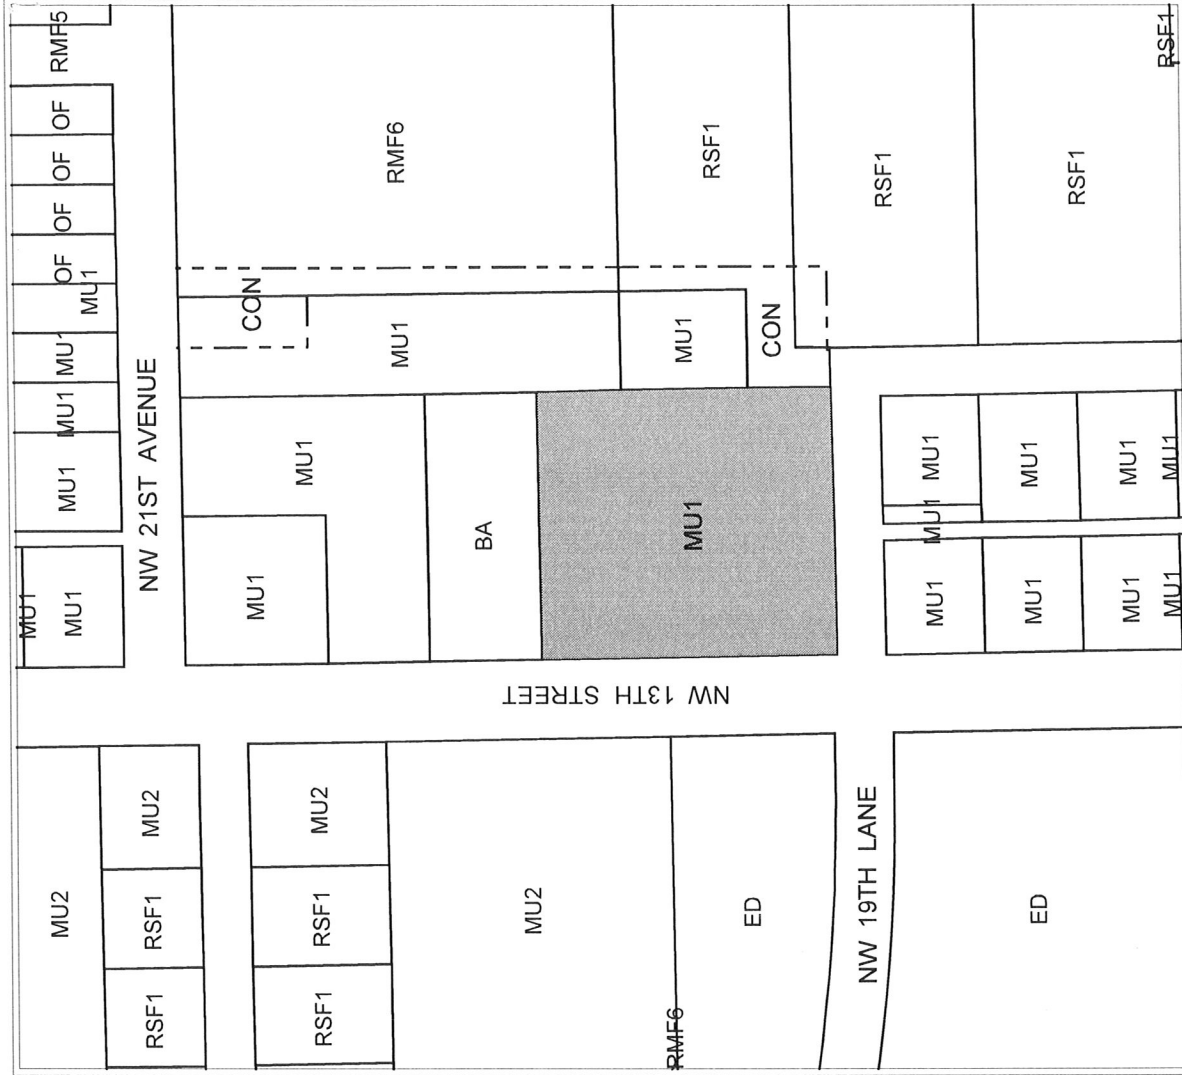 MU1
MU2
MU1
MU1
MU1
MU1
MU1
OF
OF
OF
OF
RMF5
RSF1
RSF1
MU2
NW 21ST AVENUE
MU1
CON
RSF1
RSF1
MU2
MU1
MU1
RMF6
BA
MU2
NW 13TH STREET
RMF6
MU1
MU1
RSF1
ED
CON
NW 19TH LANE
RSF1
MU1
MU1
MU1
ED
MU1
MU1
RSF1
MU1
MU1
MU1
MU1
RSF1